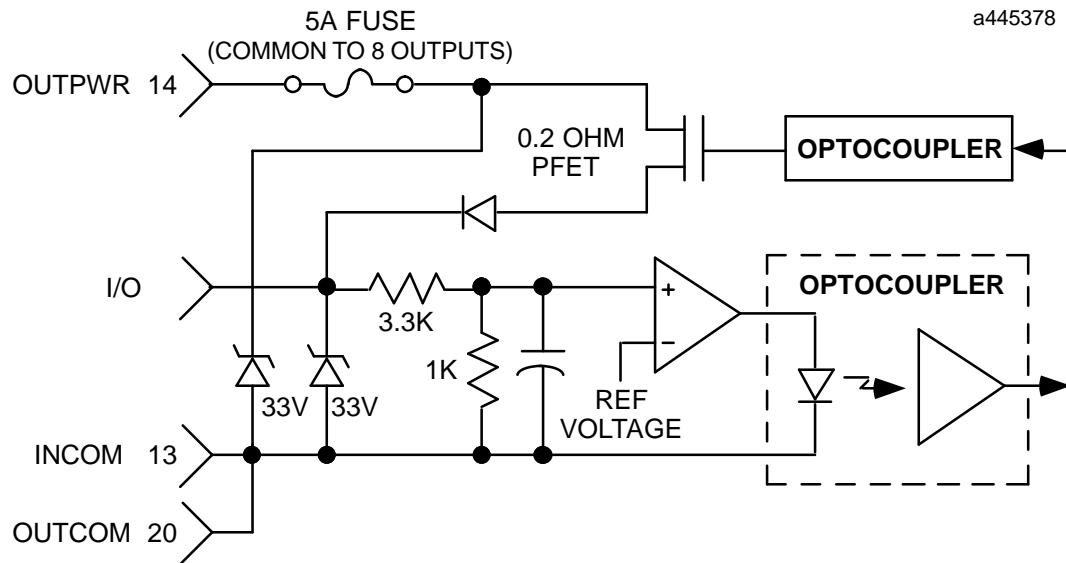 a445378
5A FUSE
(COMMON TO 8 OUTPUTS)
OUTPWR 14
0.2 OHM
PFET
OPTOCOUPLER
I/O
3.3K
+
−
OPTOCOUPLER
1K
33V
33V
REF
VOLTAGE
INCOM 13
OUTCOM 20